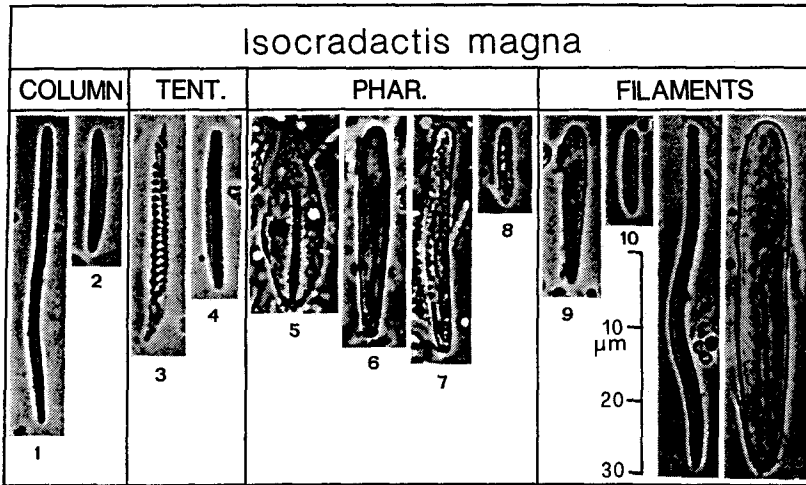 Isocradactis magna
COLUMN TENT. PHAR. FILAMENTS
1 2 3 4 5 6 7 8 9 10
10
µm
20
30